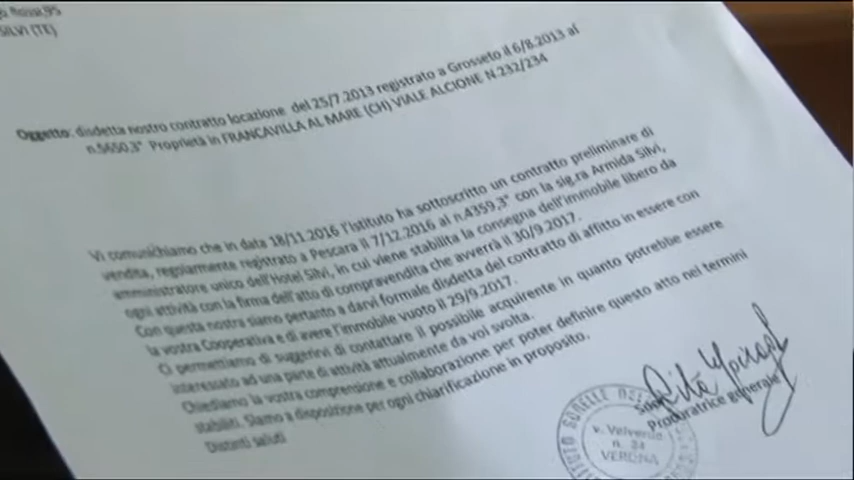 SILVI (TE)
Oggetto: disdetta nostro contratto locazione del 25/7.2013 registrato a Grosseto il 6/8.2013 al
n.5650.3° Proprietà in FRANCAVILLA AL MARE (CH) VIALE ALCIONE N.232/234
Vi comunichiamo che in data 18/11.2016 l'istituto ha sottoscritto un contratto preliminare di
vendita, regolarmente registrato a Pescara il 7/12.2016 al n.4359,3° con la sig.ra Armida Silvi,
amministratore unico dell'Hotel Silvi, in cui viene stabilita la consegna dell'immobile libero da
ogni attività con la firma dell'atto di compravendita che avverrà il 30/9.2017.
Con questa nostra siamo pertanto a darvi formale disdetta del contratto di affitto in essere con
la vostra Cooperativa e di avere l'immobile vuoto il 29/9.2017.
Ci permettiamo di suggerirvi di contattare il possibile acquirente in quanto potrebbe essere
interessato ad una parte di attività attualmente da voi svolta.
Chiediamo la vostra comprensione e collaborazione per poter definire questo atto nei termini
stabiliti. Siamo a disposizione per ogni chiarificazione in proposito.
Distinti saluti
Procuratrice generale
ISTITUTO SORELLE
v. Valverde
n. 24
VERONA